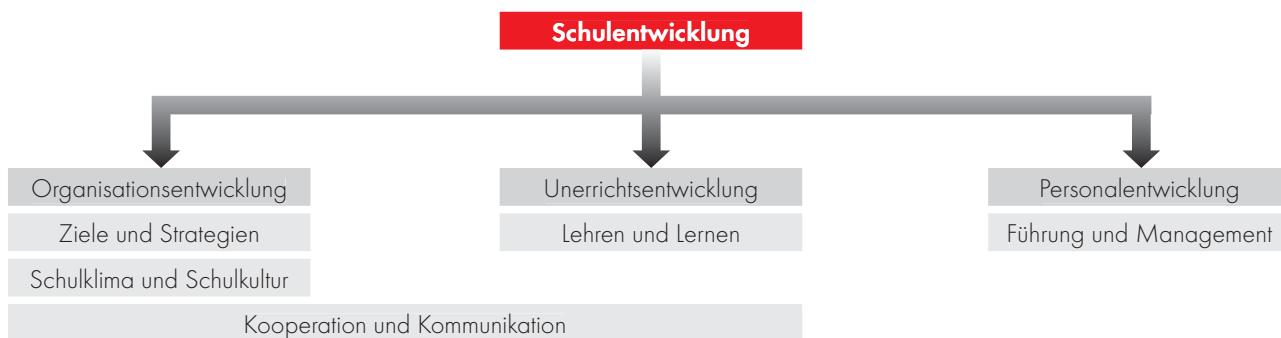 Schulentwicklung
Organisationsentwicklung
Unerrichtsentwicklung
Personalentwicklung
Ziele und Strategien
Lehren und Lernen
Führung und Management
Schulklima und Schulkultur
Kooperation und Kommunikation